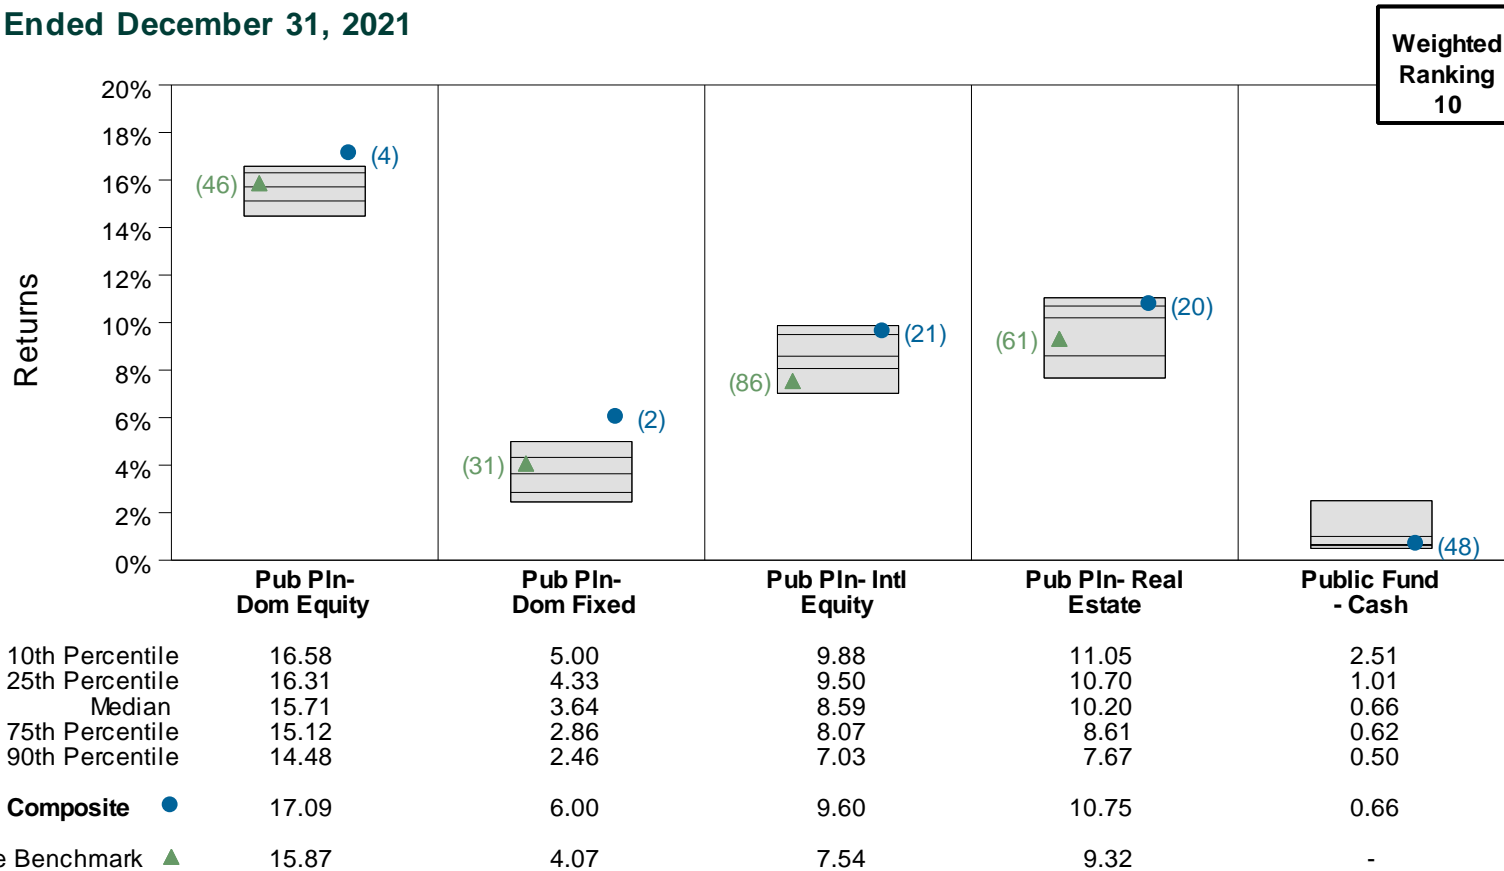 Ended December 31, 2021
Weighted
Ranking
10
20%
18%
16%
14%
12%
10%
8%
6%
4%
2%
0%
Returns
(4)
(46)
(2)
(31)
(21)
(86)
(20)
(61)
(48)
Pub Pln-
Dom Equity
Pub Pln-
Dom Fixed
Pub Pln- Intl
Equity
Pub Pln- Real
Estate
Public Fund
- Cash
10th Percentile 16.58 5.00 9.88 11.05 2.51
25th Percentile 16.31 4.33 9.50 10.70 1.01
Median 15.71 3.64 8.59 10.20 0.66
75th Percentile 15.12 2.86 8.07 8.61 0.62
90th Percentile 14.48 2.46 7.03 7.67 0.50
Composite 17.09 6.00 9.60 10.75 0.66
e Benchmark 15.87 4.07 7.54 9.32 -